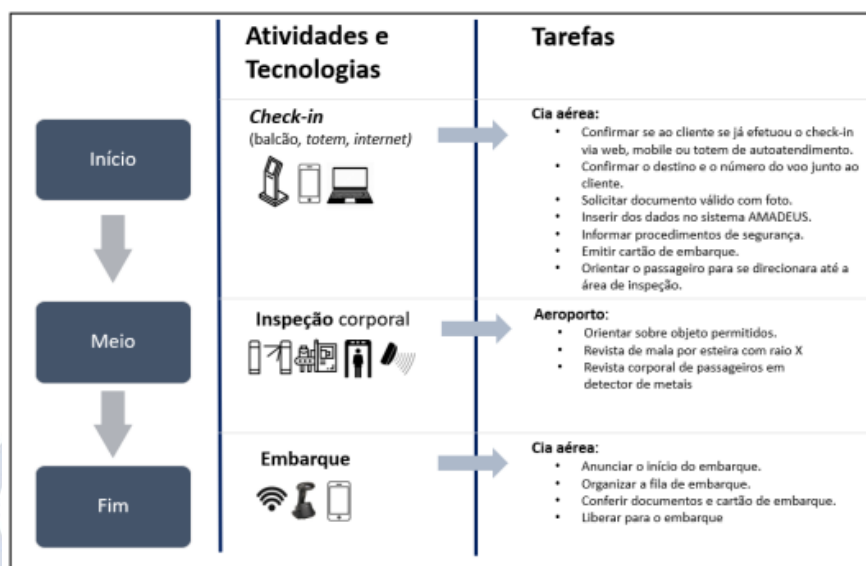 Atividades e
Tecnologias
Tarefas
Início
Check-in
(balcão, totem, internet)
Cia aérea:
• Confirmar se ao cliente se já efetuou o check-in
via web, mobile ou totem de autoatendimento.
• Confirmar o destino e o número do voo junto ao
cliente.
• Solicitar documento válido com foto.
• Inserir dos dados no sistema AMADEUS.
• Informar procedimentos de segurança.
• Emitir cartão de embarque.
• Orientar o passageiro para se direcionara até a
área de inspeção.
Meio
Inspeção corporal
Aeroporto:
• Orientar sobre objeto permitidos.
• Revista de mala por esteira com raio X
• Revista corporal de passageiros em
detector de metais
Fim
Embarque
Cia aérea:
• Anunciar o início do embarque.
• Organizar a fila de embarque.
• Conferir documentos e cartão de embarque.
• Liberar para o embarque